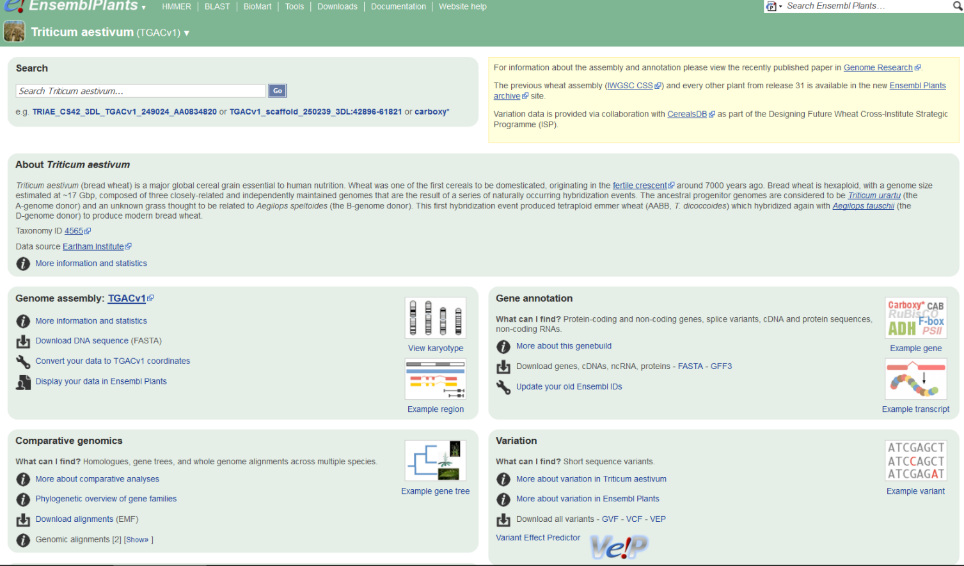 e! EnsemblPlants ▾ HMMER | BLAST | BioMart | Tools | Downloads | Documentation | Website help
Search Ensembl Plants…
Triticum aestivum (TGACv1) ▼
Search
Search Triticum aestivum…
Go
e.g. TRIAE_CS42_3DL_TGACv1_249024_AA0834820 or TGACv1_scaffold_250239_3DL:42896-61821 or carboxy*
For information about the assembly and annotation please view the recently published paper in Genome Research
The previous wheat assembly (IWGSC CSS) and every other plant from release 31 is available in the new Ensembl Plants
archive site.
Variation data is provided via collaboration with CerealsDB as part of the Designing Future Wheat Cross-Institute Strategic
Programme (ISP).
About Triticum aestivum
Triticum aestivum (bread wheat) is a major global cereal grain essential to human nutrition. Wheat was one of the first cereals to be domesticated, originating in the fertile crescent around 7000 years ago. Bread wheat is hexaploid, with a genome size
estimated at ~17 Gbp, composed of three closely-related and independently maintained genomes that are the result of a series of naturally occurring hybridization events. The ancestral progenitor genomes are considered to be Triticum urartu (the
A-genome donor) and an unknown grass thought to be related to Aegilops speltoides (the B-genome donor). This first hybridization event produced tetraploid emmer wheat (AABB, T. dicoccoides) which hybridized again with Aegilops tauschii (the
D-genome donor) to produce modern bread wheat.
Taxonomy ID 4565
Data source Earlham Institute
More information and statistics
Genome assembly: TGACv1
More information and statistics
Download DNA sequence (FASTA)
Convert your data to TGACv1 coordinates
Display your data in Ensembl Plants
View karyotype
Example region
Gene annotation
What can I find? Protein-coding and non-coding genes, splice variants, cDNA and protein sequences,
non-coding RNAs.
More about this genebuild
Download genes, cDNAs, ncRNA, proteins - FASTA - GFF3
Update your old Ensembl IDs
Carboxy* CAB
RuBisCO
ADH F-box
PSII
Example gene
Example transcript
Comparative genomics
What can I find? Homologues, gene trees, and whole genome alignments across multiple species.
More about comparative analyses
Phylogenetic overview of gene families
Download alignments (EMF)
Genomic alignments [2] [Show» ]
Example gene tree
Variation
What can I find? Short sequence variants.
More about variation in Triticum aestivum
More about variation in Ensembl Plants
Download all variants - GVF - VCF - VEP
Variant Effect Predictor
Ve!P
ATCGAGCT
ATCCAGCT
ATCGAGAT
Example variant